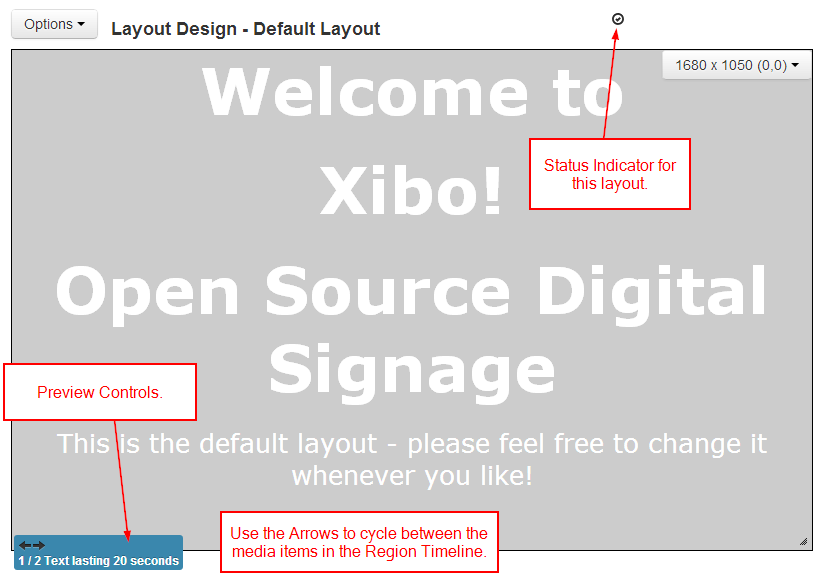 Options
Layout Design - Default Layout
1680 x 1050 (0,0)
Welcome to
Xibo!
Status Indicator for
this layout.
Open Source Digital
Signage
Preview Controls.
This is the default layout - please feel free to change it
whenever you like!
Use the Arrows to cycle between the
media items in the Region Timeline.
1 / 2 Text lasting 20 seconds